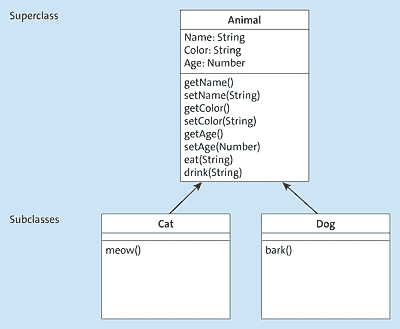 Superclass
Animal
Name: String
Color: String
Age: Number
getName()
setName(String)
getColor()
setColor(String)
getAge()
setAge(Number)
eat(String)
drink(String)
Subclasses
Cat
meow()
Dog
bark()